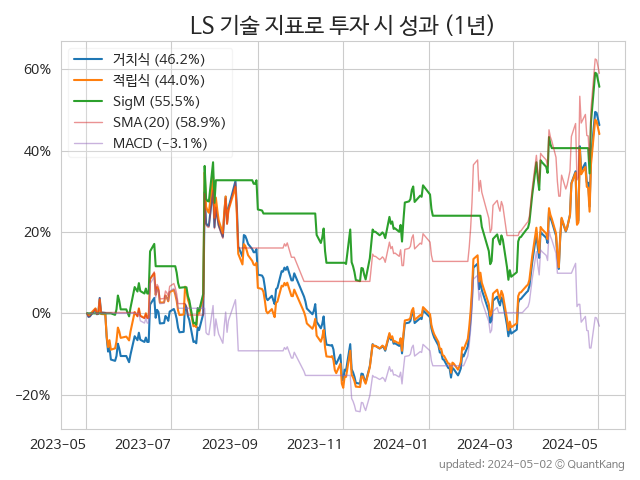 LS 기술 지표로 투자 시 성과 (1년)
거치식 (46.2%)
적립식 (44.0%)
SigM (55.5%)
SMA(20) (58.9%)
MACD (−3.1%)
60%
40%
20%
0%
−20%
2023-05 2023-07 2023-09 2023-11 2024-01 2024-03 2024-05
updated: 2024-05-02 © QuantKang